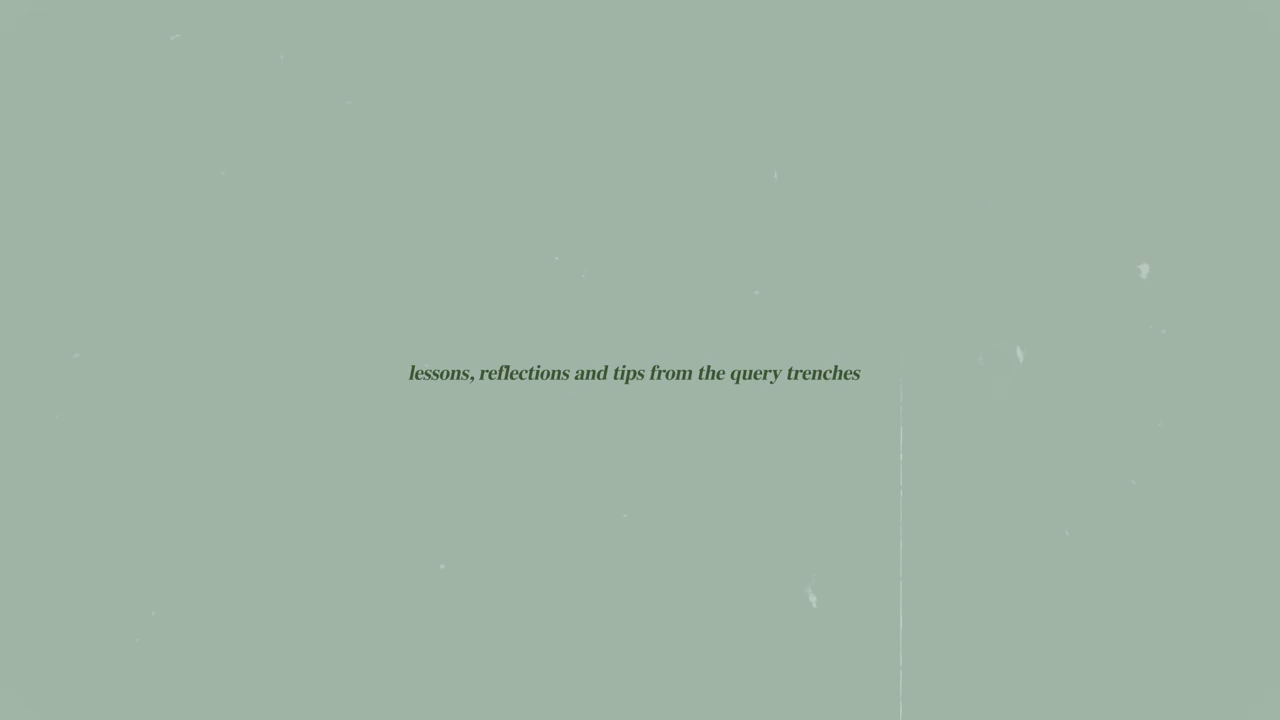 lessons, reflections and tips from the query trenches